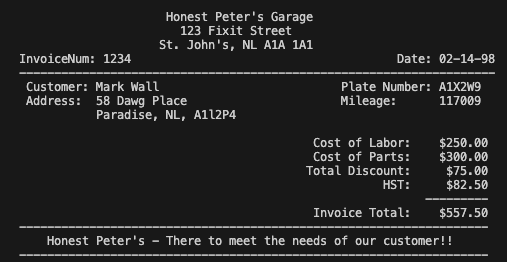 Honest Peter's Garage
123 Fixit Street
St. John's, NL A1A 1A1
InvoiceNum: 1234 Date: 02-14-98
Customer: Mark Wall Plate Number: A1X2W9
Address: 58 Dawg Place Mileage: 117009
Paradise, NL, A1l2P4
Cost of Labor: $250.00
Cost of Parts: $300.00
Total Discount: $75.00
HST: $82.50
Invoice Total: $557.50
Honest Peter's - There to meet the needs of our customer!!